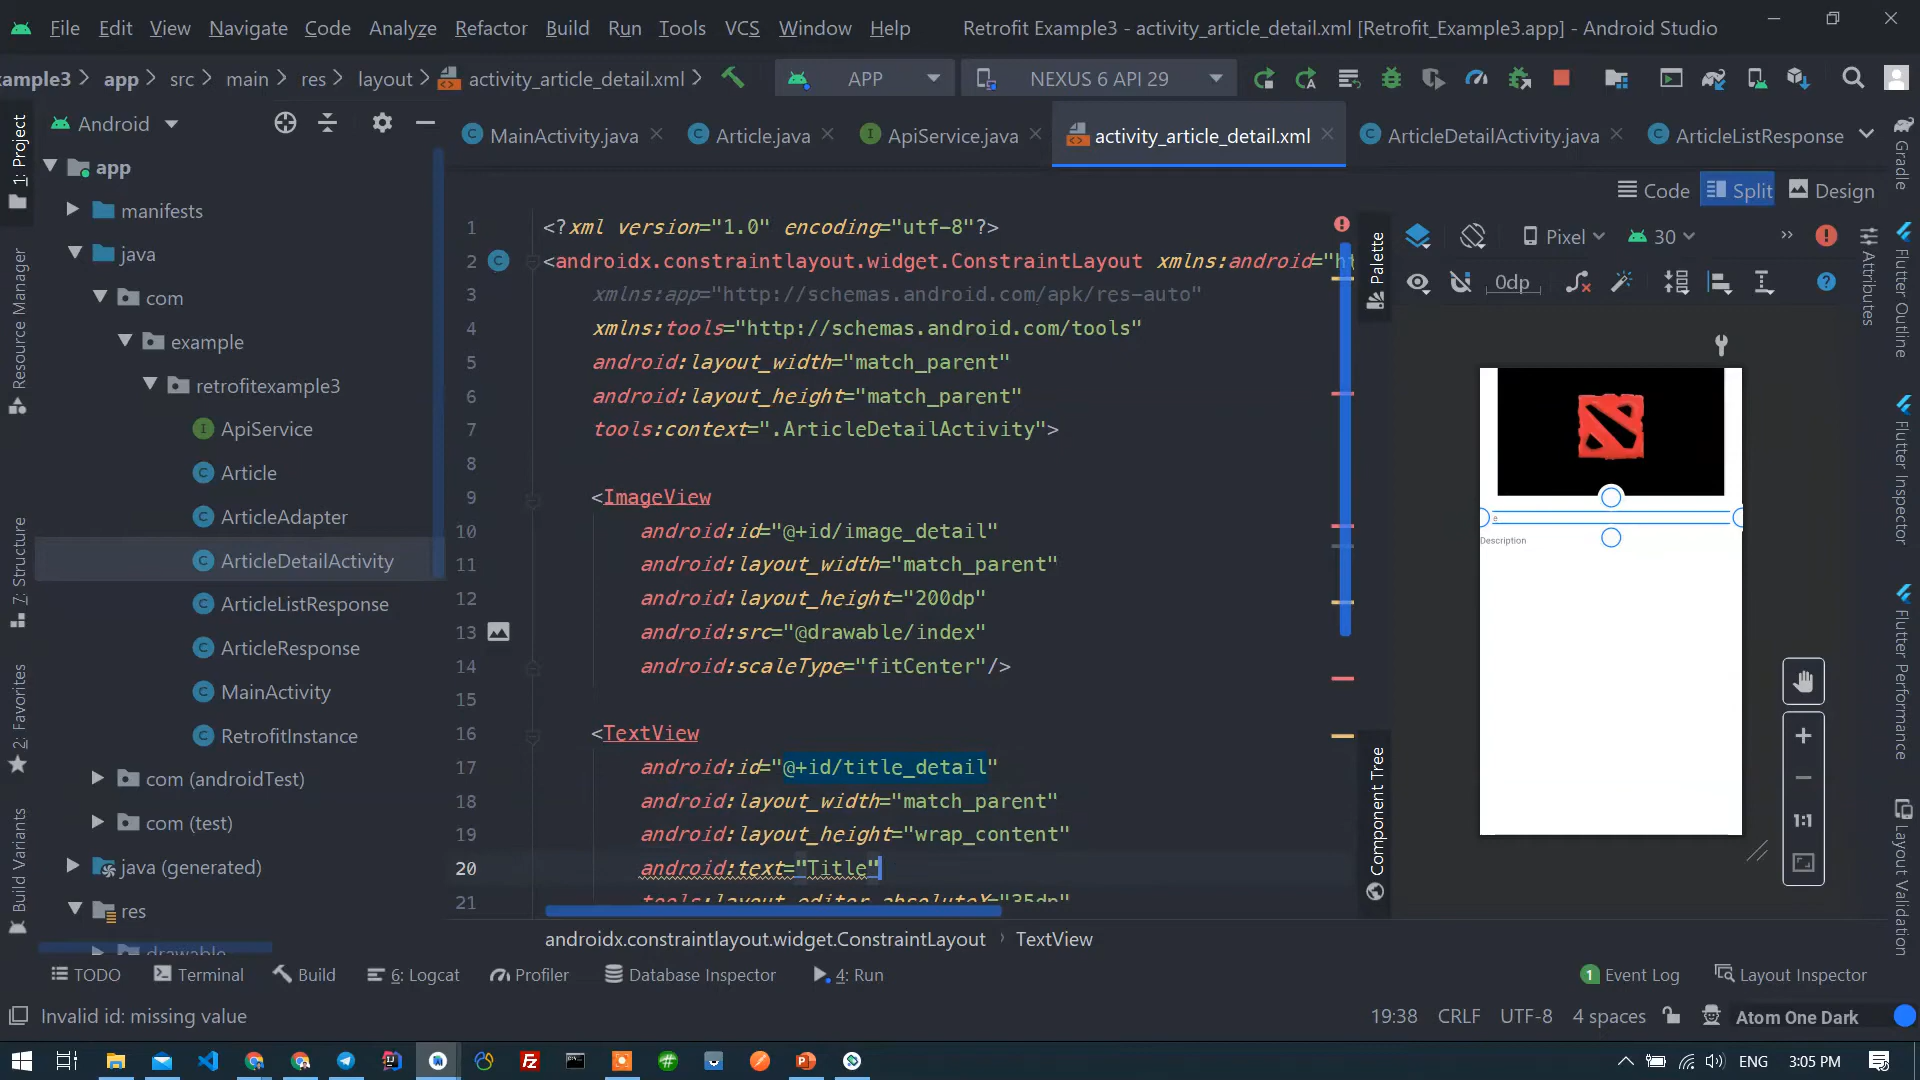 File Edit View Navigate Code Analyze Refactor Build Run Tools VCS Window Help Retrofit Example3 - activity_article_detail.xml [Retrofit_Example3.app] - Android Studio
xample3 app src main res layout activity_article_detail.xml APP NEXUS 6 API 29
Android
MainActivity.java Article.java ApiService.java activity_article_detail.xml ArticleDetailActivity.java ArticleListResponse
Code Split Design
Pixel 30
0dp
1: Project
Resource Manager
7: Structure
2: Favorites
Build Variants
app
manifests
java
com
example
retrofitexample3
ApiService
Article
ArticleAdapter
ArticleDetailActivity
ArticleListResponse
ArticleResponse
MainActivity
RetrofitInstance
com (androidTest)
com (test)
java (generated)
res
drawable
1 <?xml version="1.0" encoding="utf-8"?>
2 <androidx.constraintlayout.widget.ConstraintLayout xmlns:android="ht
3 xmlns:app="http://schemas.android.com/apk/res-auto"
4 xmlns:tools="http://schemas.android.com/tools"
5 android:layout_width="match_parent"
6 android:layout_height="match_parent"
7 tools:context=".ArticleDetailActivity">
8
9 <ImageView
10 android:id="@+id/image_detail"
11 android:layout_width="match_parent"
12 android:layout_height="200dp"
13 android:src="@drawable/index"
14 android:scaleType="fitCenter"/>
15
16 <TextView
17 android:id="@+id/title_detail"
18 android:layout_width="match_parent"
19 android:layout_height="wrap_content"
20 android:text="Title"
21 tools:layout_editor_absoluteY="35dp"
Palette
Component Tree
Description
1:1
Attributes
Gradle
Flutter Outline
Flutter Inspector
Flutter Performance
Layout Validation
androidx.constraintlayout.widget.ConstraintLayout › TextView
TODO Terminal Build 6: Logcat Profiler Database Inspector 4: Run 1 Event Log Layout Inspector
Invalid id: missing value 19:38 CRLF UTF-8 4 spaces Atom One Dark
ENG 3:05 PM